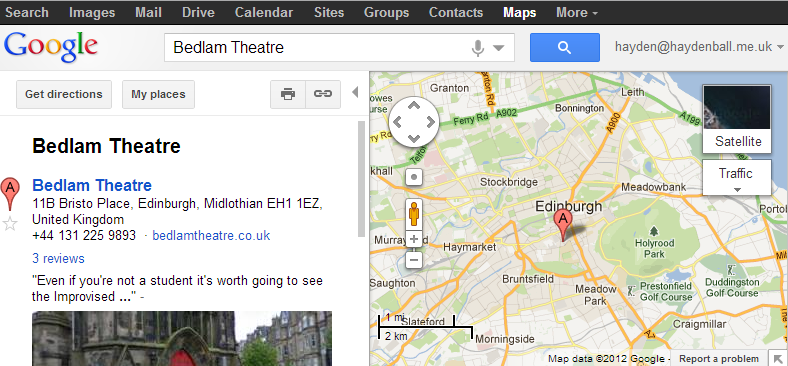 Search Images Mail Drive Calendar Sites Groups Contacts Maps More
Google
Bedlam Theatre
hayden@haydenball.me.uk
Get directions
My places
Bedlam Theatre
A
Bedlam Theatre
11B Bristo Place, Edinburgh, Midlothian EH1 1EZ,
United Kingdom
+44 131 225 9893 · bedlamtheatre.co.uk
3 reviews
"Even if you're not a student it's worth going to see
the Improvised ..." -
Granton
Leith
Bonnington
Ferry Rd
A902
A900
A199
Satellite
Traffic
Stockbridge
Meadowbank
Edinburgh
A
Haymarket
Holyrood
Park
Bruntsfield
Meadow
Park
Prestonfield
Golf Course
Duddingston
Golf Course
Saughton
Craigmillar
Slateford
Morningside
1 mi
2 km
Map data ©2012 Google -
Report a problem